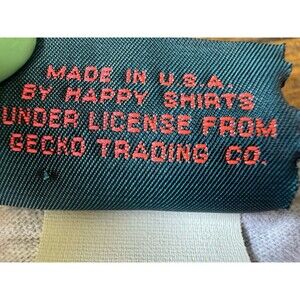 MADE IN U.S.A.
BY HAPPY SHIRTS
UNDER LICENSE FROM
GECKO TRADING CO.